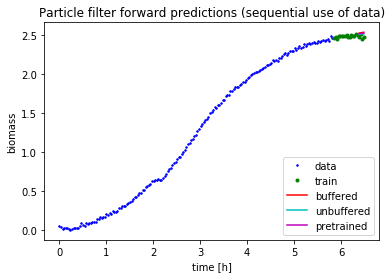 Particle filter forward predictions (sequential use of data)
biomass
2.5
2.0
1.5
1.0
0.5
0.0
0
1
2
3
4
5
6
time [h]
data
train
buffered
unbuffered
pretrained